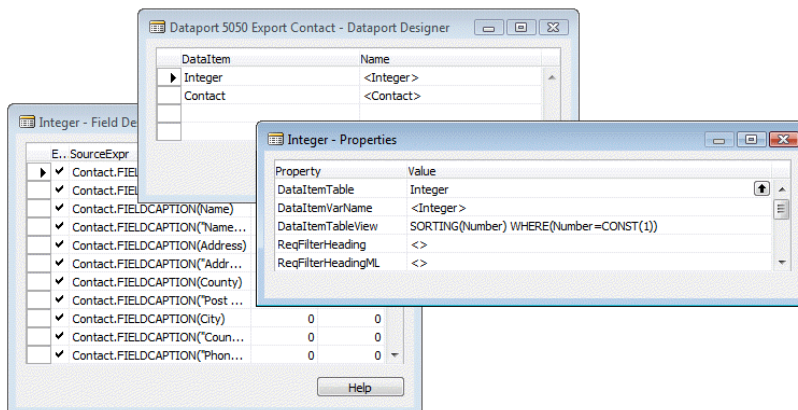 Dataport 5050 Export Contact - Dataport Designer
DataItem Name
Integer <Integer>
Contact <Contact>
Integer - Field De
E.. SourceExpr
Contact.FIEL
Contact.FIEL
Contact.FIELDCAPTION(Name)
Contact.FIELDCAPTION("Name...
Contact.FIELDCAPTION(Address)
Contact.FIELDCAPTION("Addr...
Contact.FIELDCAPTION(County)
Contact.FIELDCAPTION("Post ...
Contact.FIELDCAPTION(City) 0 0
Contact.FIELDCAPTION("Coun... 0 0
Contact.FIELDCAPTION("Phon... 0 0
Help
Integer - Properties
Property Value
DataItemTable Integer
DataItemVarName <Integer>
DataItemTableView SORTING(Number) WHERE(Number=CONST(1))
ReqFilterHeading <>
ReqFilterHeadingML <>